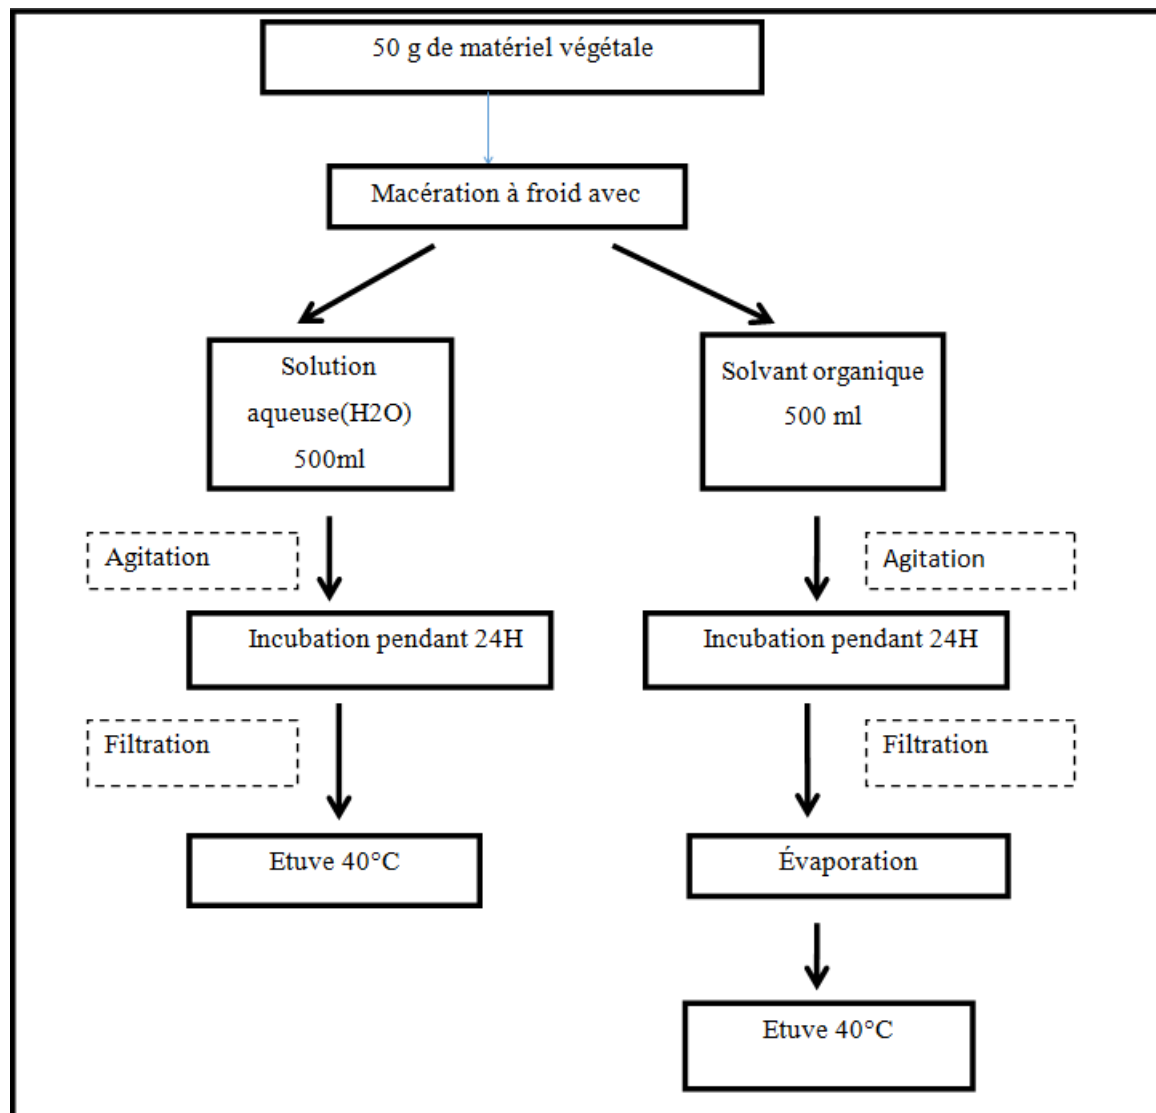 50 g de matériel végétale
Macération à froid avec
Solution
aqueuse(H2O)
500ml
Solvant organique
500 ml
Agitation
Agitation
Incubation pendant 24H
Incubation pendant 24H
Filtration
Filtration
Etuve 40°C
Évaporation
Etuve 40°C